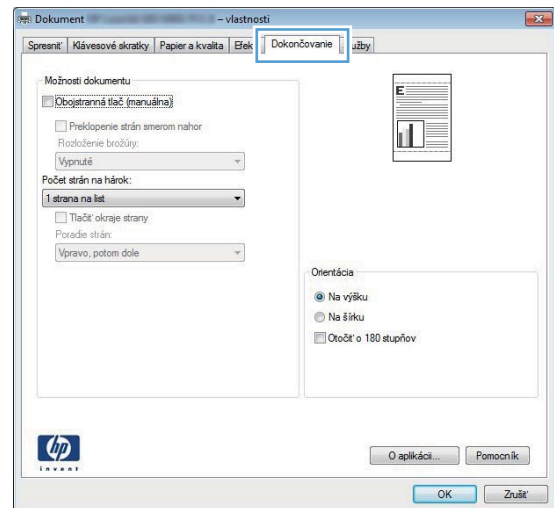 Dokument – vlastnosti
Spresniť Klávesové skratky Papier a kvalita Efek Dokončovanie užby
Možnosti dokumentu
Obojstranná tlač (manuálna)
Preklopenie strán smerom nahor
Rozloženie brožúry:
Vypnuté
Počet strán na hárok:
1 strana na list
Tlačiť okraje strany
Poradie strán:
Vpravo, potom dole
E
Orientácia
Na výšku
Na šírku
Otočiť o 180 stupňov
hp
invent
O aplikácii... Pomocník
OK Zrušiť